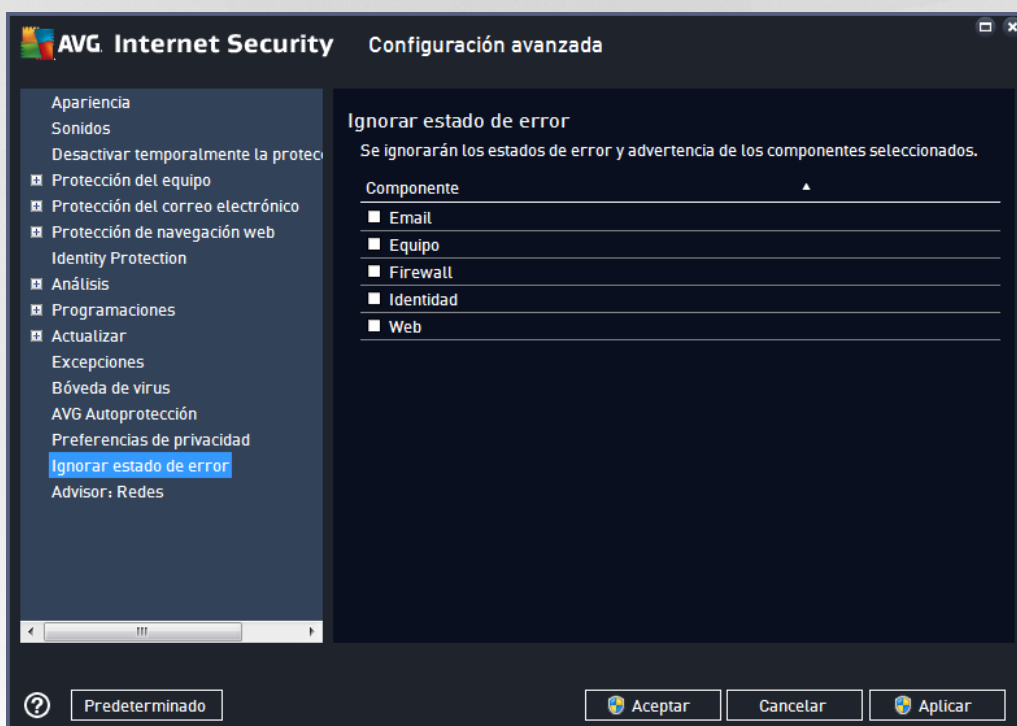 AVG Internet Security Configuración avanzada
Apariencia
Sonidos
Desactivar temporalmente la protec
Protección del equipo
Protección del correo electrónico
Protección de navegación web
Identity Protection
Análisis
Programaciones
Actualizar
Excepciones
Bóveda de virus
AVG Autoprotección
Preferencias de privacidad
Ignorar estado de error
Advisor: Redes
Ignorar estado de error
Se ignorarán los estados de error y advertencia de los componentes seleccionados.
Componente
Email
Equipo
Firewall
Identidad
Web
Predeterminado
Aceptar
Cancelar
Aplicar